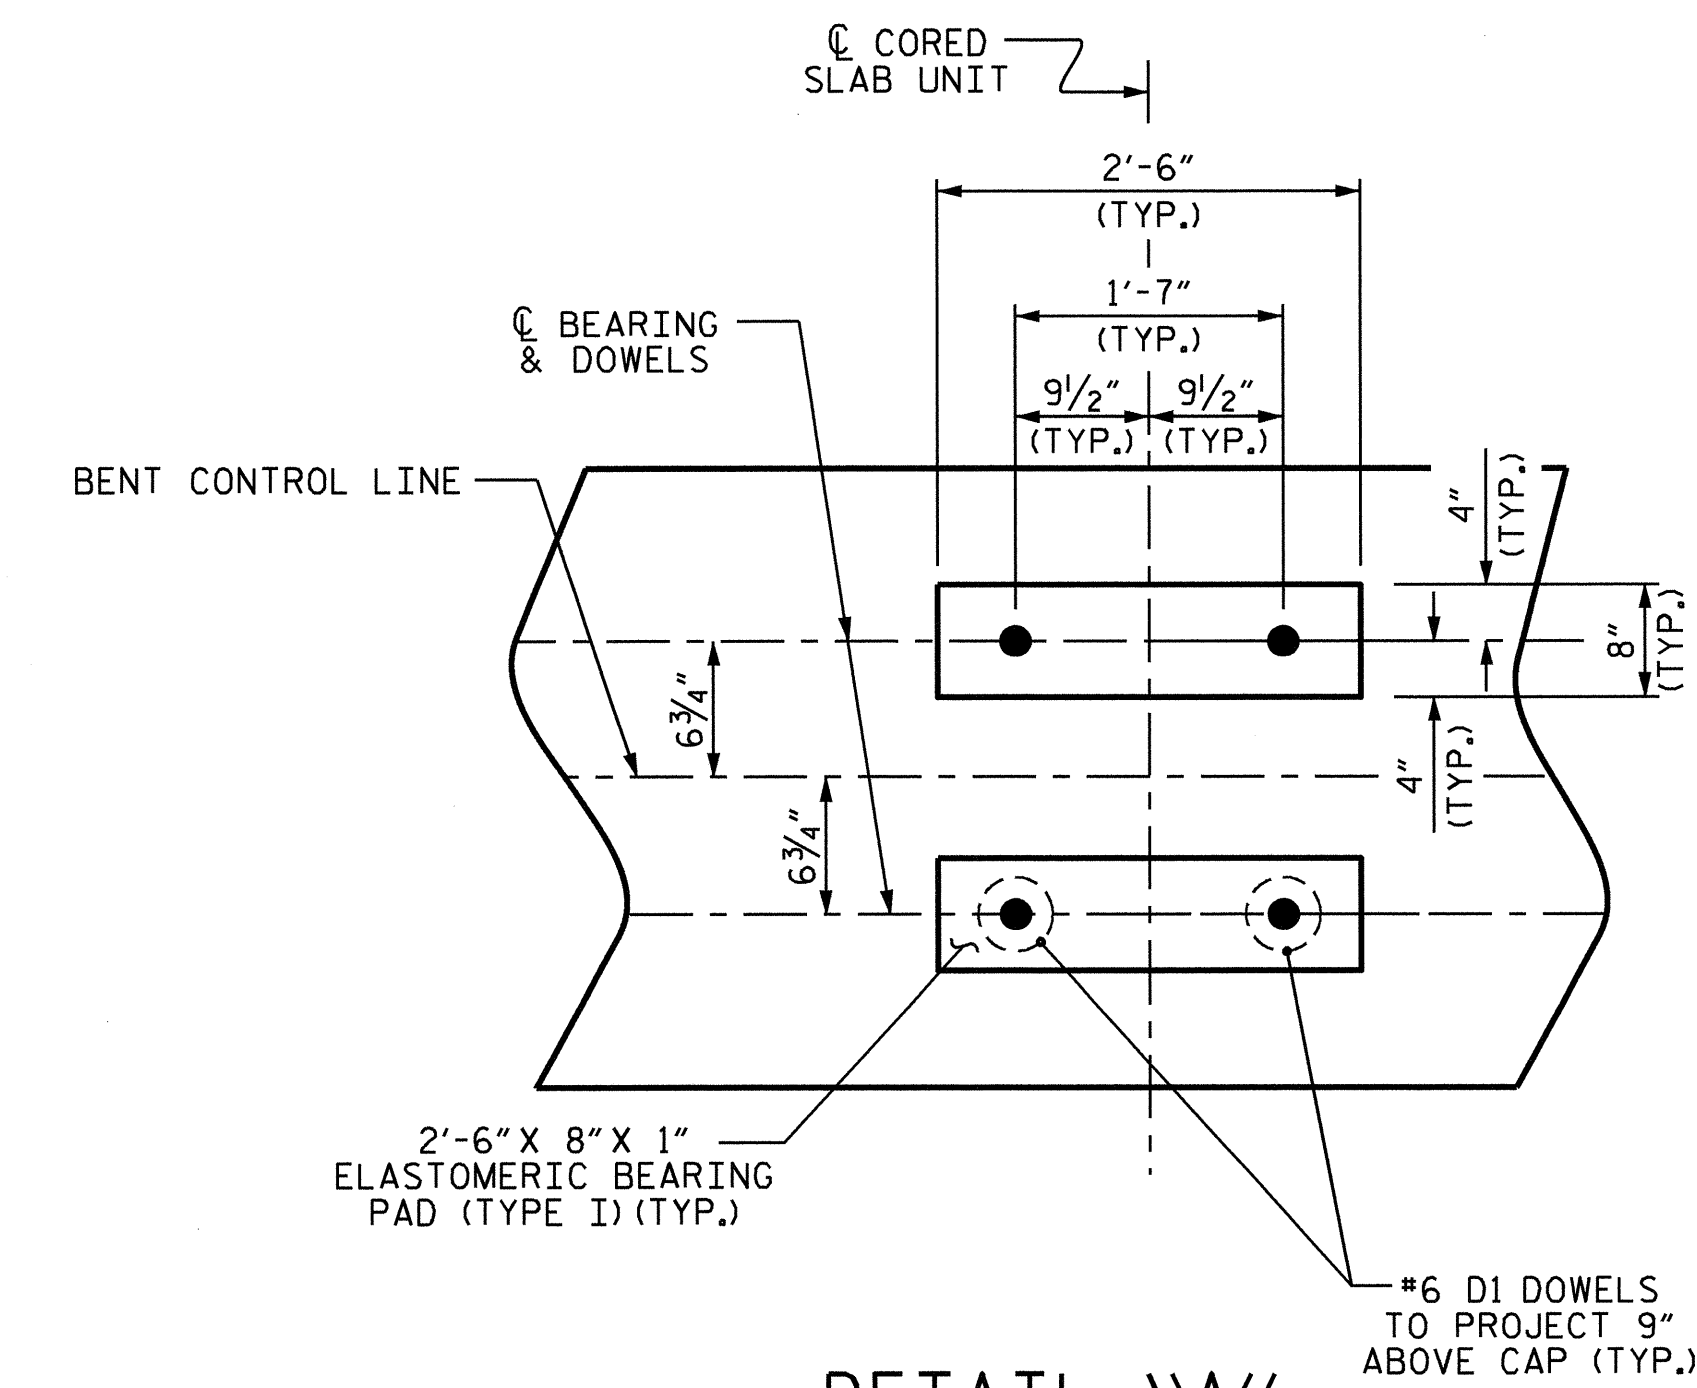 ℄ CORED
SLAB UNIT
2'-6"
(TYP.)
1'-7"
(TYP.)
℄ BEARING
& DOWELS
9½" 9½"
(TYP.) (TYP.)
BENT CONTROL LINE
4"
(TYP.)
8"
(TYP.)
6¾"
4"
(TYP.)
6¾"
2'-6" X 8" X 1"
ELASTOMERIC BEARING
PAD (TYPE I) (TYP.)
#6 D1 DOWELS
TO PROJECT 9"
ABOVE CAP (TYP.)